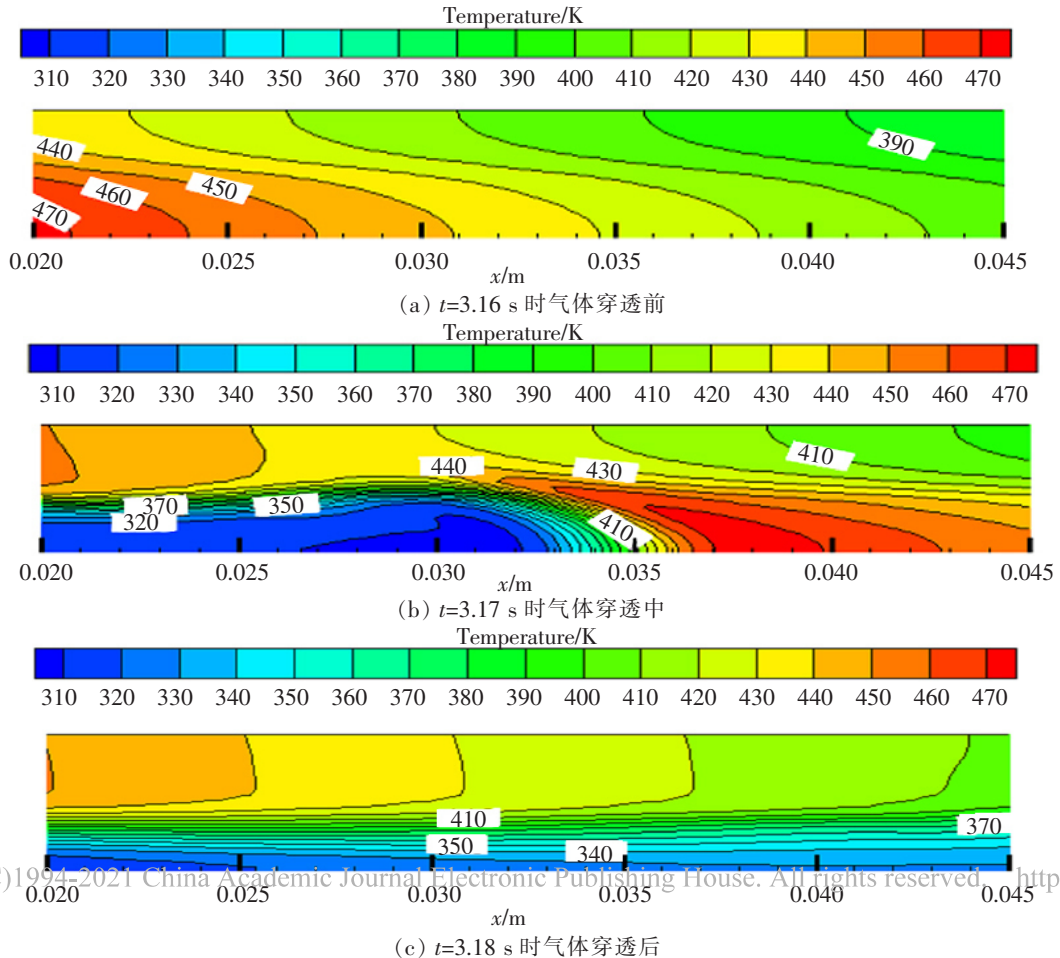 Temperature/K
310 320 330 340 350 360 370 380 390 400 410 420 430 440 450 460 470
440
390
450
460
470
0.020 0.025 0.030 0.035 0.040 0.045
x/m
(a) t=3.16 s 时气体穿透前
Temperature/K
310 320 330 340 350 360 370 380 390 400 410 420 430 440 450 460 470
410
440 430
370 350
320 410
0.020 0.025 0.030 0.035 0.040 0.045
x/m
(b) t=3.17 s 时气体穿透中
Temperature/K
310 320 330 340 350 360 370 380 390 400 410 420 430 440 450 460 470
410
370
350
340
)1994-2021 China Academic Journal Electronic Publishing House. All rights reserved. http
0.020 0.025 0.030 0.035 0.040 0.045
x/m
(c) t=3.18 s 时气体穿透后